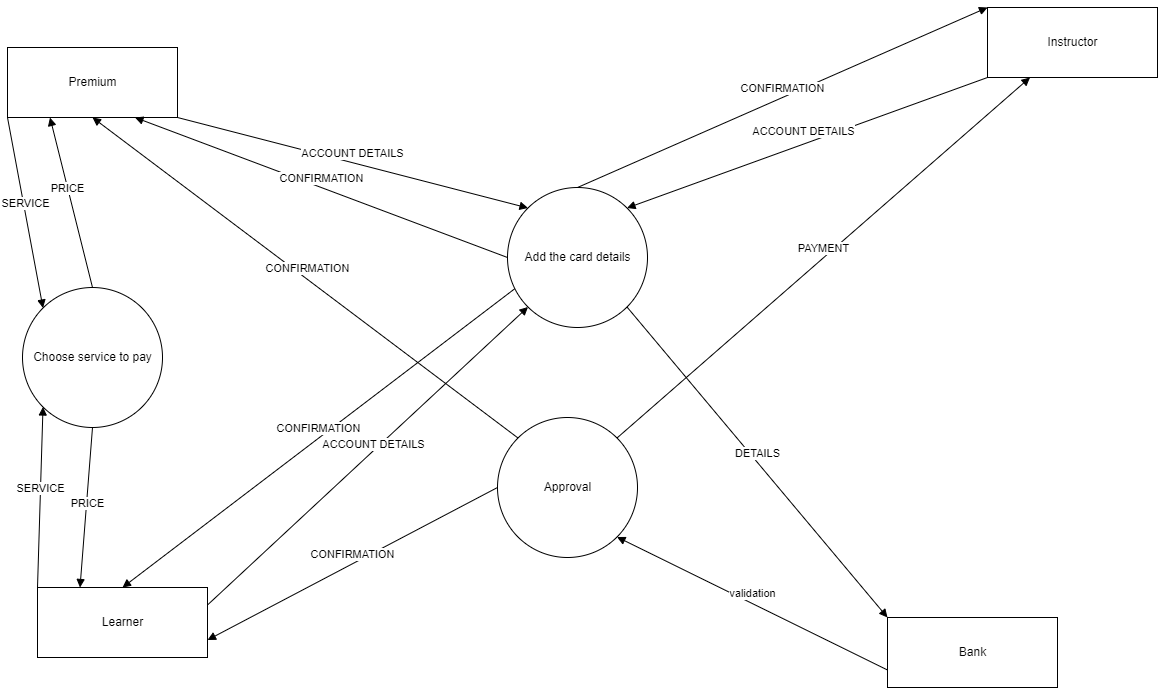 Instructor
Premium
CONFIRMATION
ACCOUNT DETAILS
ACCOUNT DETAILS
CONFIRMATION
PRICE
SERVICE
PAYMENT
Add the card details
CONFIRMATION
Choose service to pay
CONFIRMATION
ACCOUNT DETAILS
DETAILS
SERVICE
Approval
PRICE
CONFIRMATION
validation
Learner
Bank